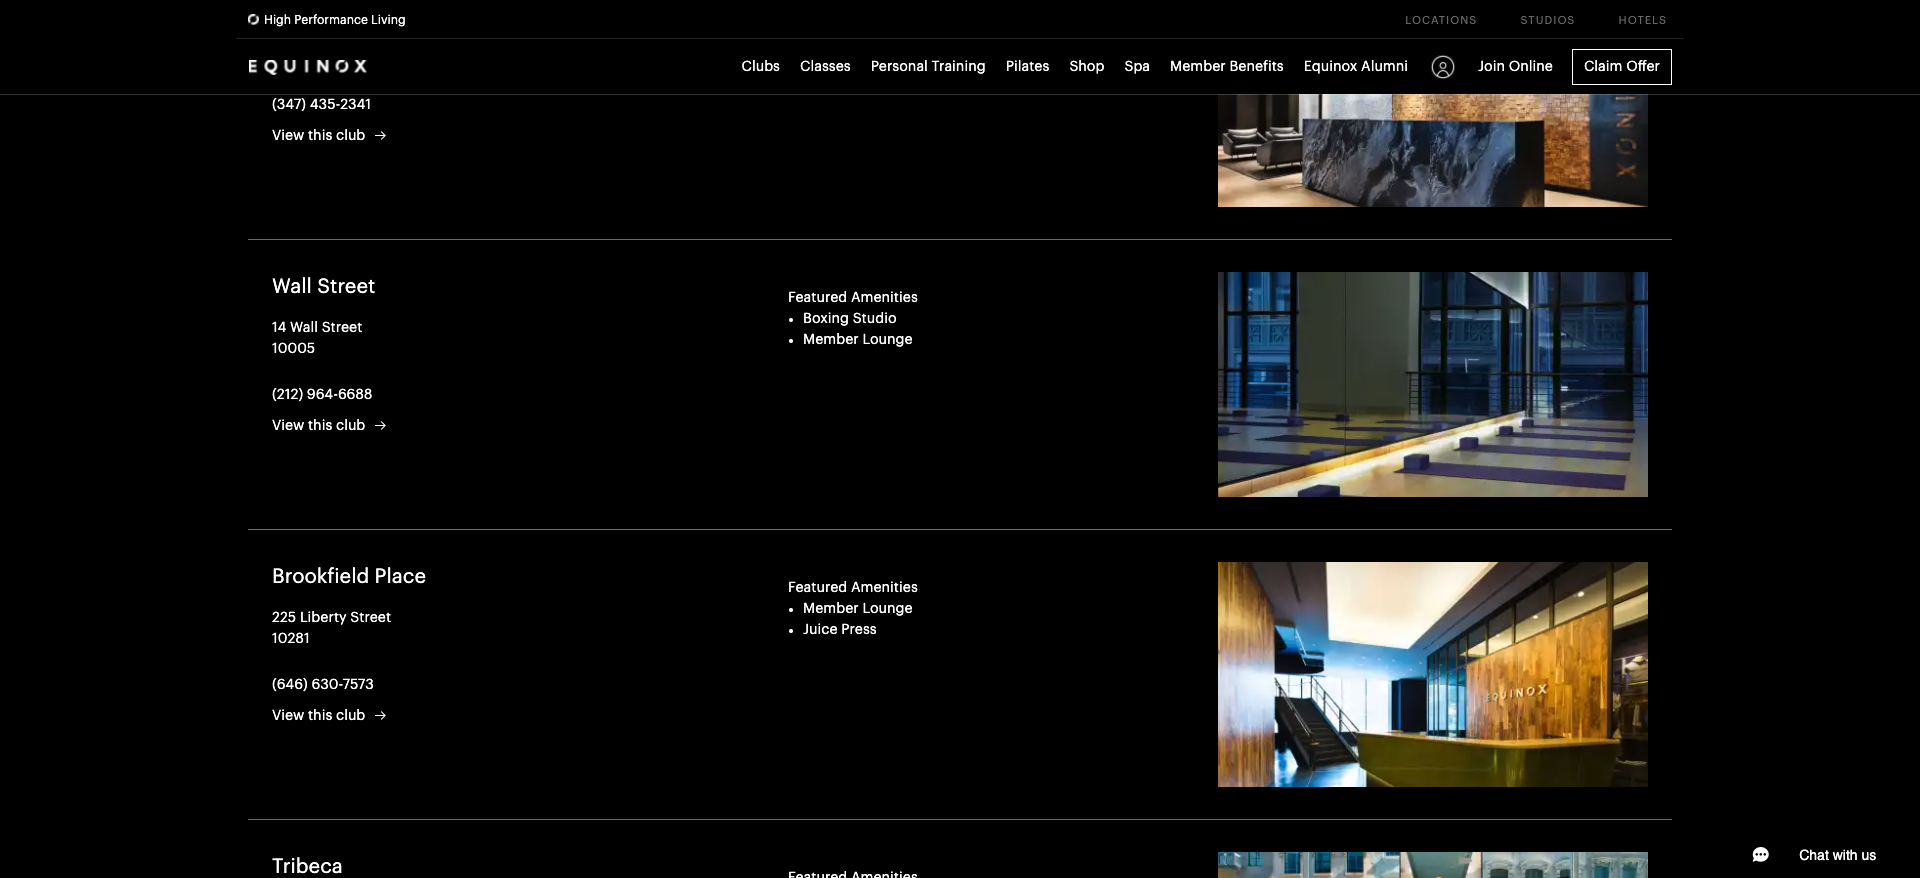 High Performance Living
LOCATIONS
STUDIOS
HOTELS
EQUINOX
Clubs
Classes
Personal Training
Pilates
Shop
Spa
Member Benefits
Equinox Alumni
Join Online
Claim Offer
(347) 435-2341
View this club →
Wall Street
14 Wall Street
10005
(212) 964-6688
View this club →
Featured Amenities
• Boxing Studio
• Member Lounge
Brookfield Place
225 Liberty Street
10281
(646) 630-7573
View this club →
Featured Amenities
• Member Lounge
• Juice Press
EQUINOX
Tribeca
Featured Amenities
Chat with us